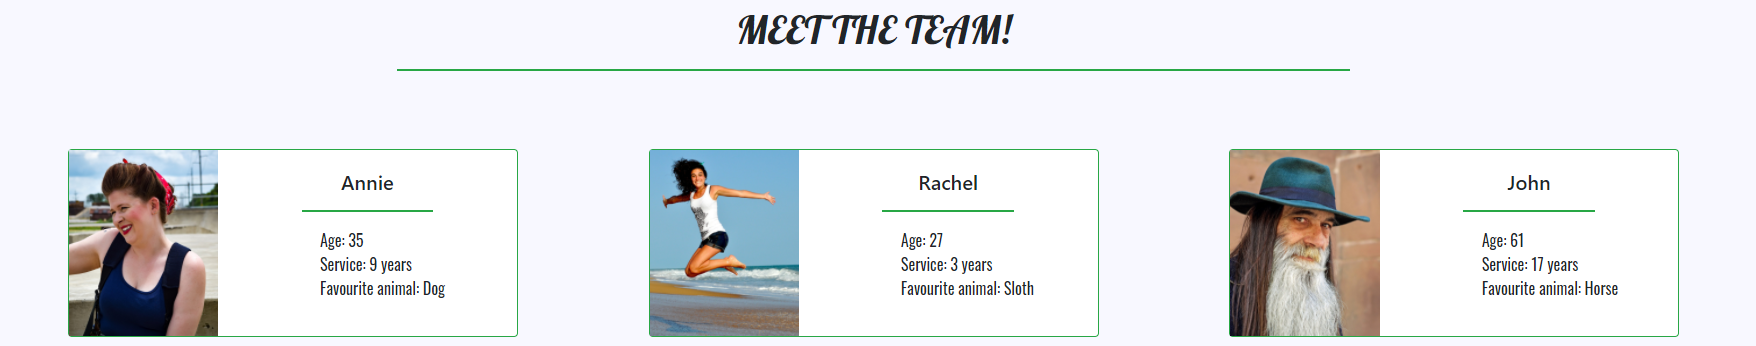 MEET THE TEAM!
Annie
Age: 35
Service: 9 years
Favourite animal: Dog
Rachel
Age: 27
Service: 3 years
Favourite animal: Sloth
John
Age: 61
Service: 17 years
Favourite animal: Horse